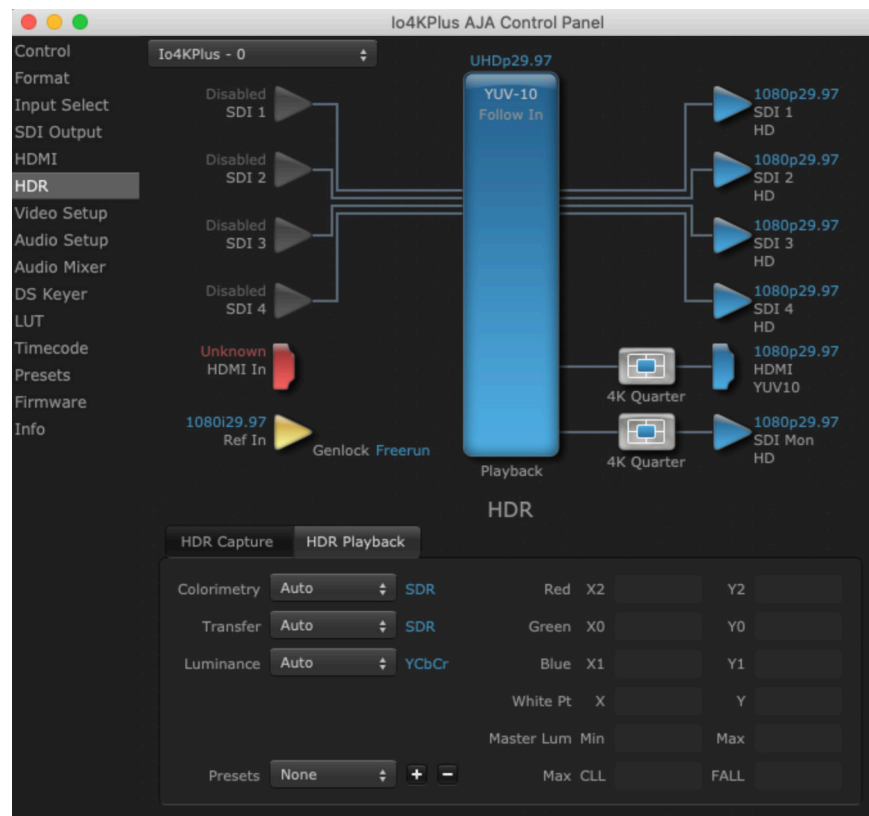 Io4KPlus AJA Control Panel
Control
Format
Input Select
SDI Output
HDMI
HDR
Video Setup
Audio Setup
Audio Mixer
DS Keyer
LUT
Timecode
Presets
Firmware
Info
Io4KPlus - 0
UHDp29.97
YUV-10
Follow In
Playback
Disabled
SDI 1
Disabled
SDI 2
Disabled
SDI 3
Disabled
SDI 4
Unknown
HDMI In
1080i29.97
Ref In
Genlock Freerun
4K Quarter
4K Quarter
1080p29.97
SDI 1
HD
1080p29.97
SDI 2
HD
1080p29.97
SDI 3
HD
1080p29.97
SDI 4
HD
1080p29.97
HDMI
YUV10
1080p29.97
SDI Mon
HD
HDR
HDR Capture HDR Playback
Colorimetry Auto SDR Red X2 Y2
Transfer Auto SDR Green X0 Y0
Luminance Auto YCbCr Blue X1 Y1
White Pt X Y
Master Lum Min Max
Presets None + - Max CLL FALL